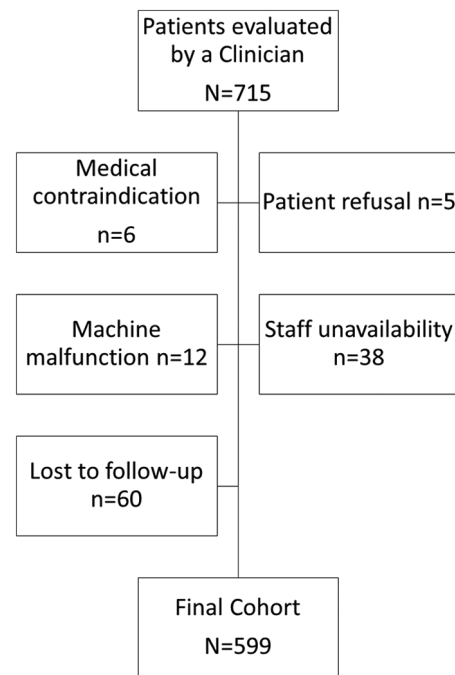 Patients evaluated
by a Clinician
N=715
Medical
contraindication
n=6
Patient refusal n=5
Machine
malfunction n=12
Staff unavailability
n=38
Lost to follow-up
n=60
Final Cohort
N=599